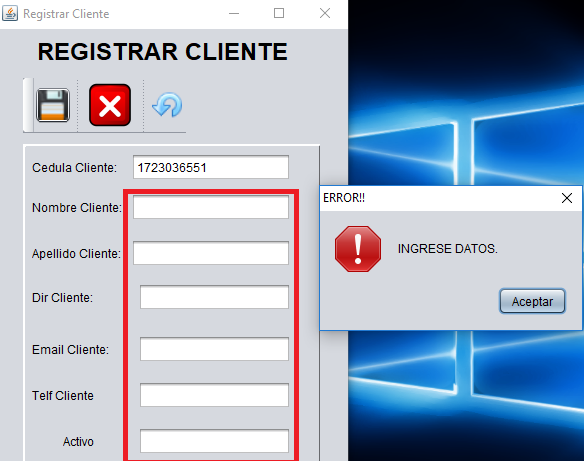 Registrar Cliente
REGISTRAR CLIENTE
Cedula Cliente: 1723036551
Nombre Cliente:
Apellido Cliente:
Dir Cliente:
Email Cliente:
Telf Cliente
Activo
ERROR!!
INGRESE DATOS.
Aceptar